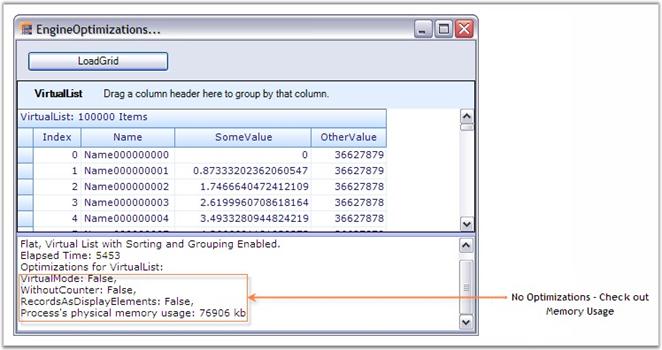 EngineOptimizations...
LoadGrid
VirtualList Drag a column header here to group by that column.
VirtualList: 100000 Items
Index Name SomeValue OtherValue
0 Name000000000 0 36627879
1 Name000000001 0.87333202362060547 36627879
2 Name000000002 1.7466640472412109 36627878
3 Name000000003 2.6199960708618164 36627878
4 Name000000004 3.4933280944824219 36627878
Flat, Virtual List with Sorting and Grouping Enabled.
Elapsed Time: 5453
Optimizations for VirtualList:
VirtualMode: False,
WithoutCounter: False,
RecordsAsDisplayElements: False,
Process's physical memory usage: 76906 kb
No Optimizations - Check out
Memory Usage